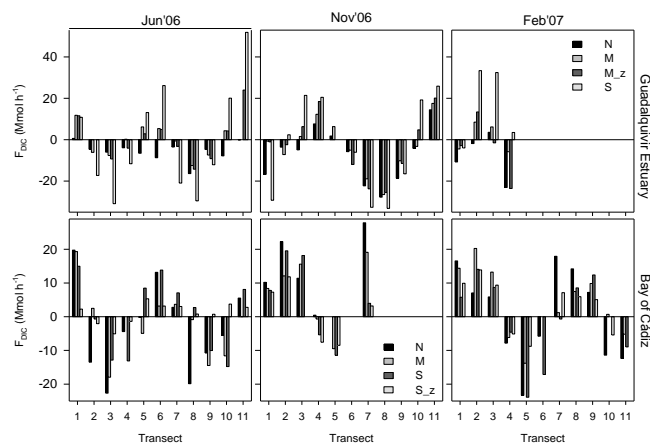 Jun'06
Nov'06
Feb'07
F_DIC (Mmol h⁻¹)
40
20
0
-20
N
M
M_z
S
Guadalquivir Estuary
F_DIC (Mmol h⁻¹)
20
10
0
-10
-20
N
M
S
S_z
Bay of Cádiz
1 2 3 4 5 6 7 8 9 10 11
1 2 3 4 5 6 7 8 9 10 11
1 2 3 4 5 6 7 8 9 10 11
Transect
Transect
Transect